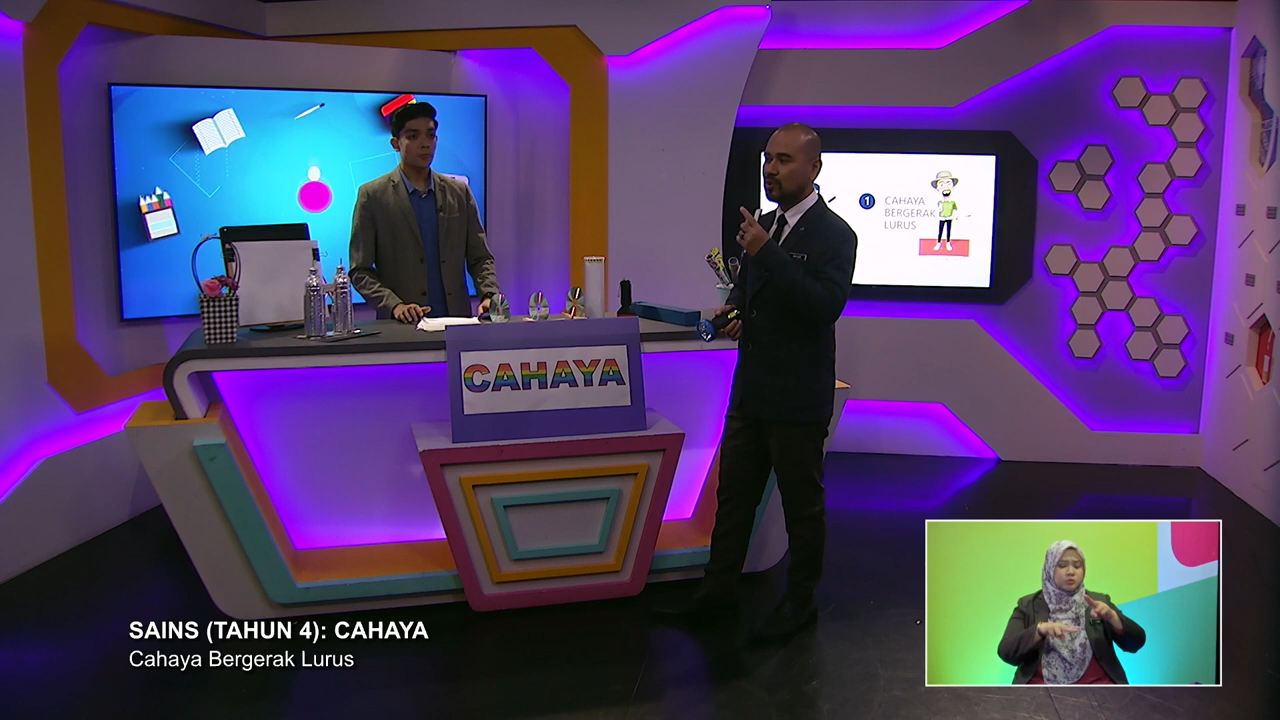 1
CAHAYA
BERGERAK
LURUS
CAHAYA
SAINS (TAHUN 4): CAHAYA
Cahaya Bergerak Lurus